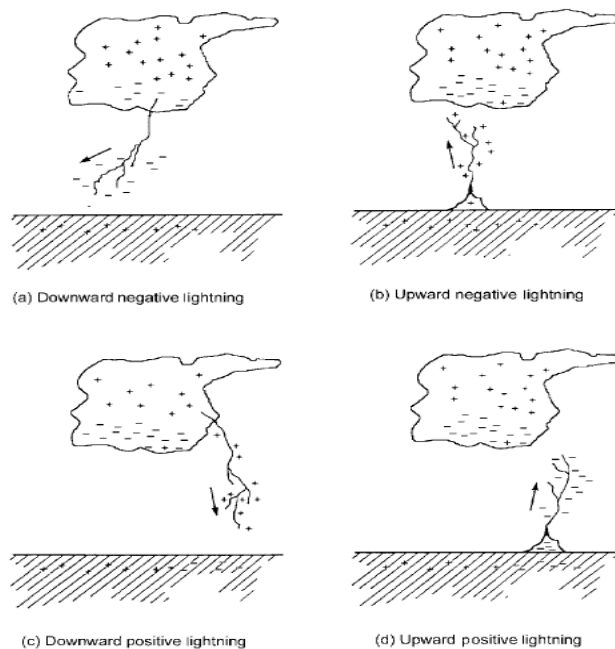 (a) Downward negative lightning
(b) Upward negative lightning
(c) Downward positive lightning
(d) Upward positive lightning